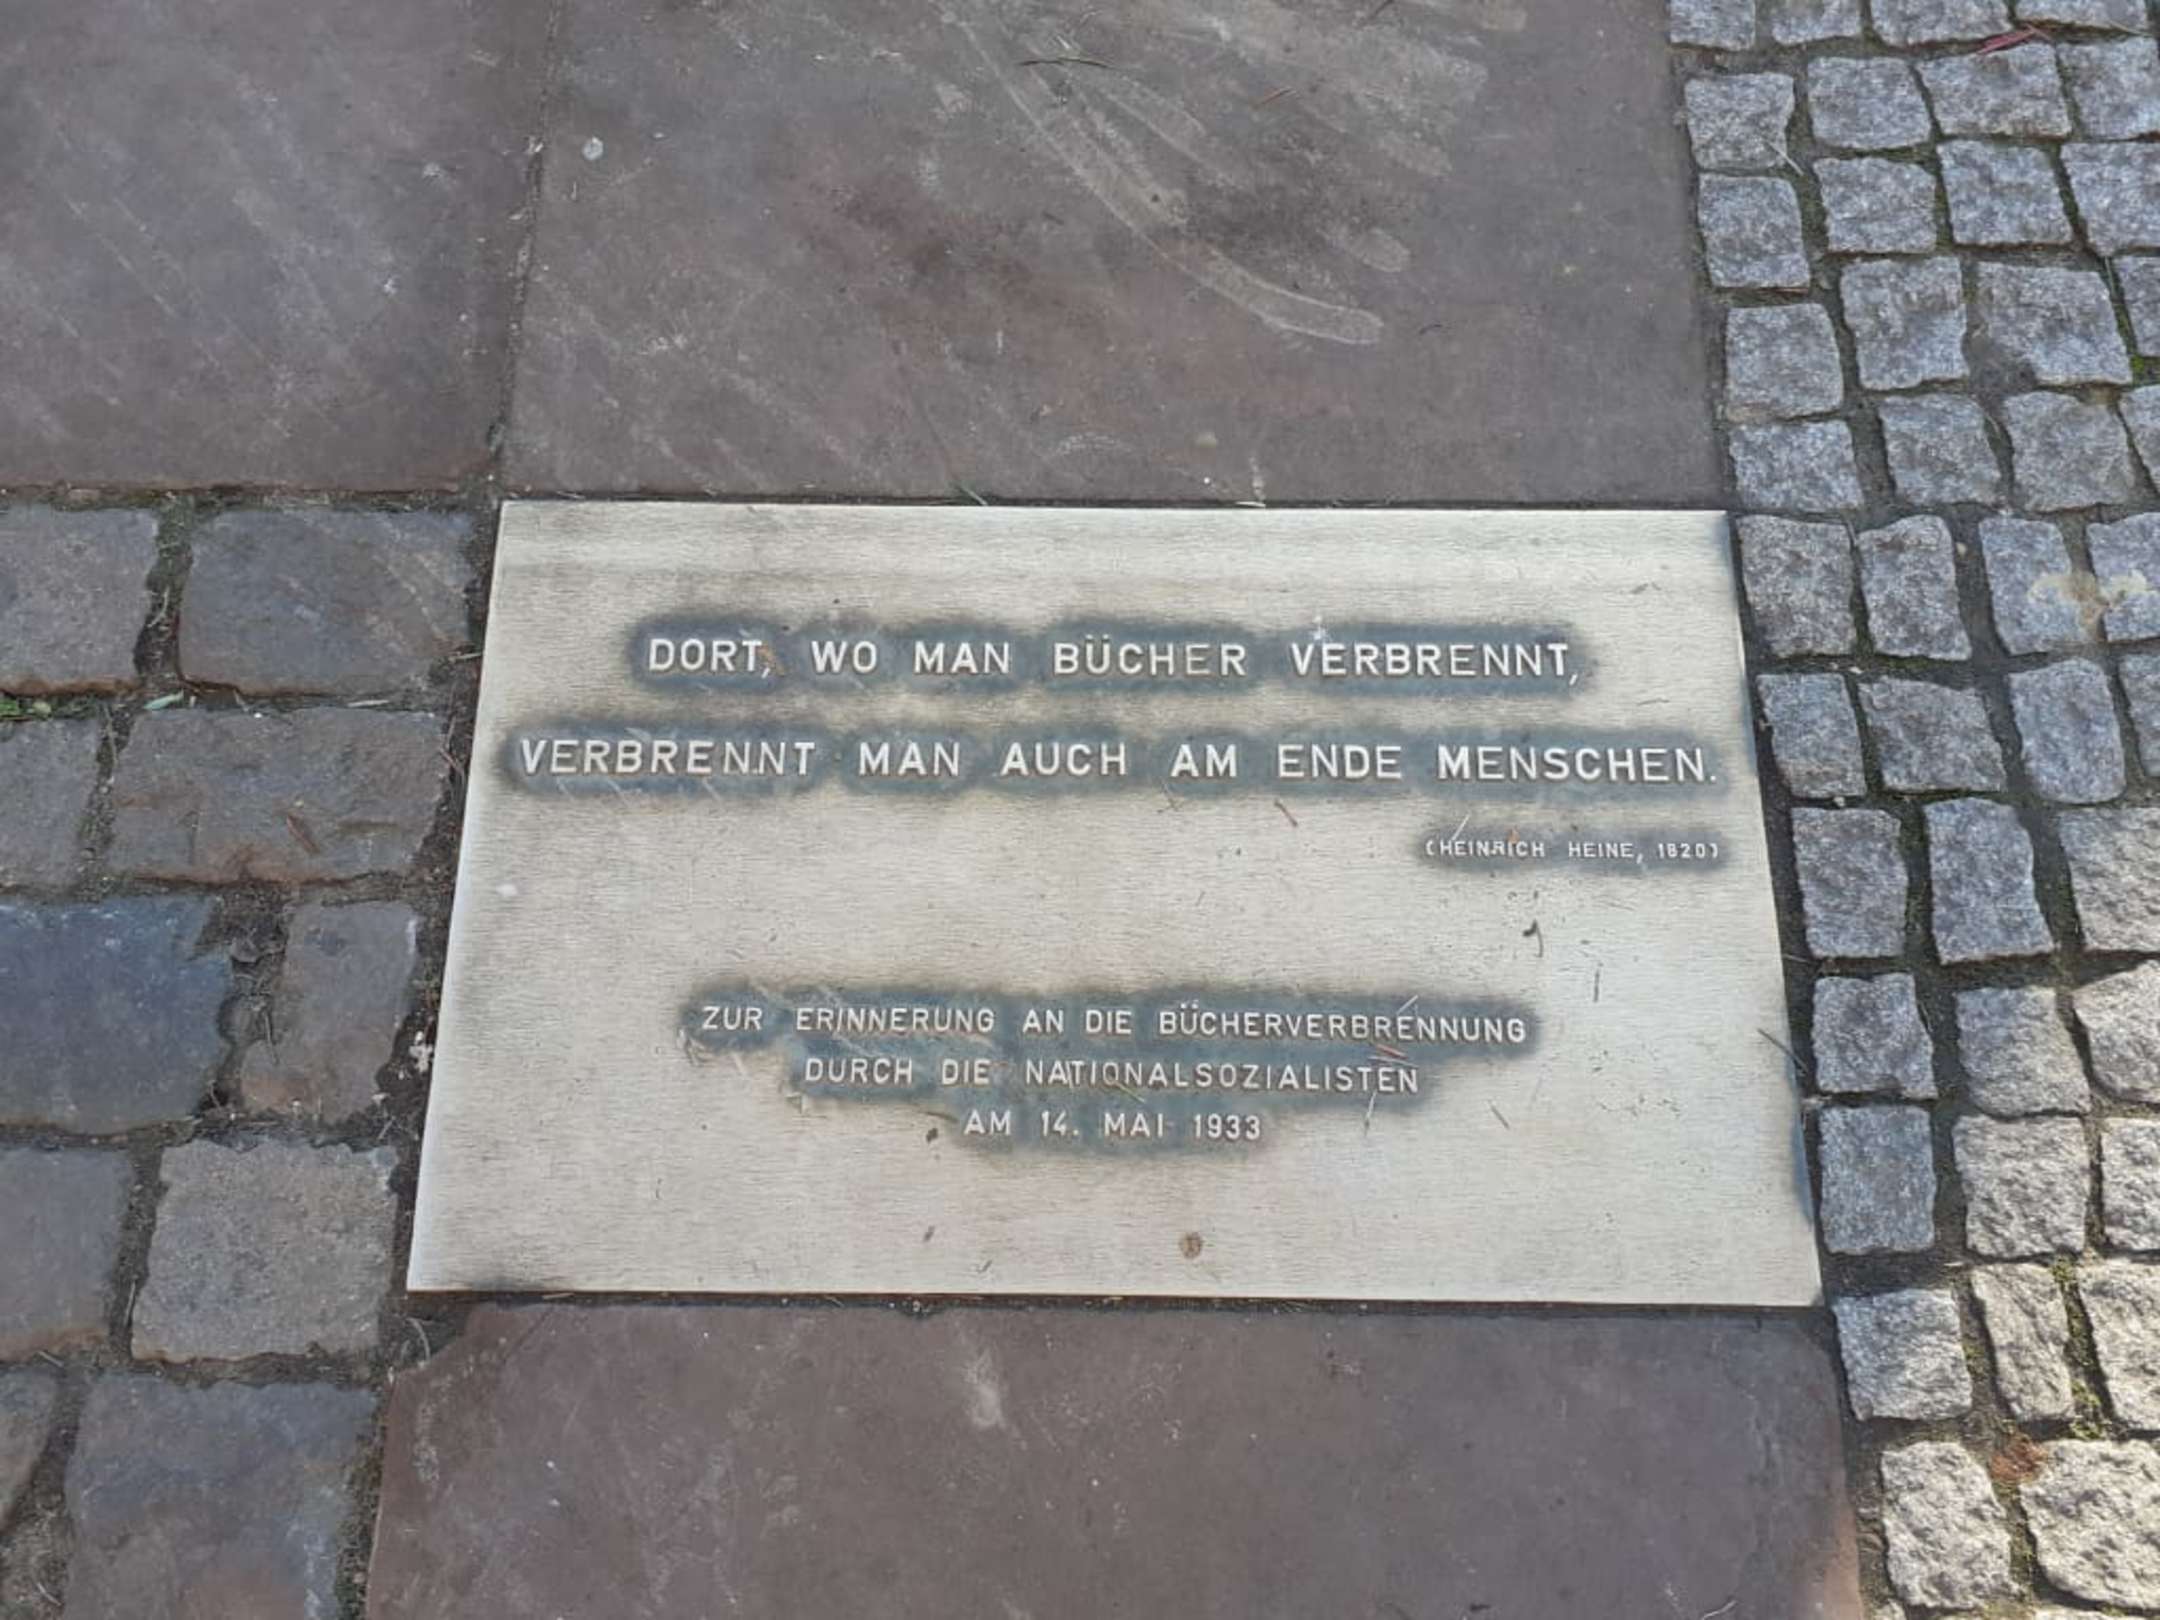 DORT, WO MAN BÜCHER VERBRENNT,
VERBRENNT MAN AUCH AM ENDE MENSCHEN.
(HEINRICH HEINE, 1820)
ZUR ERINNERUNG AN DIE BÜCHERVERBRENNUNG
DURCH DIE NATIONALSOZIALISTEN
AM 14. MAI 1933